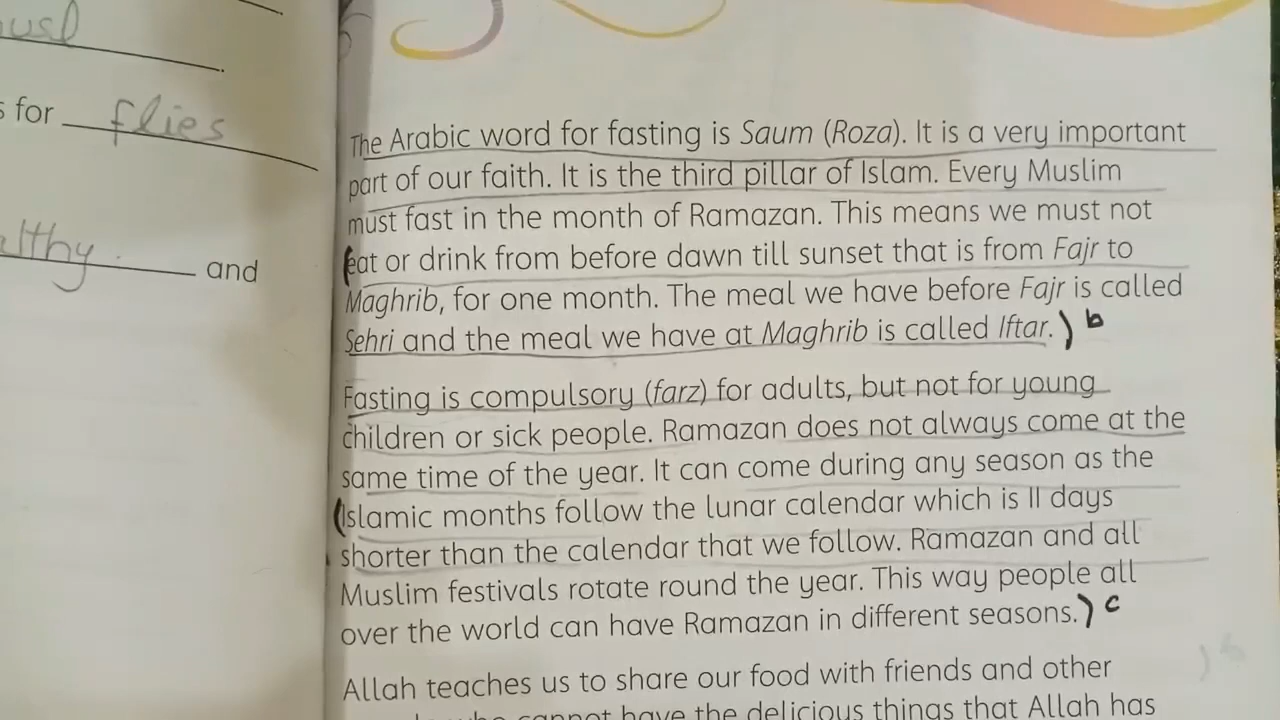 s for flies
and
The Arabic word for fasting is Saum (Roza). It is a very important
part of our faith. It is the third pillar of Islam. Every Muslim
must fast in the month of Ramazan. This means we must not
(eat or drink from before dawn till sunset that is from Fajr to
Maghrib, for one month. The meal we have before Fajr is called
Sehri and the meal we have at Maghrib is called Iftar.) b
Fasting is compulsory (farz) for adults, but not for young
children or sick people. Ramazan does not always come at the
same time of the year. It can come during any season as the
(Islamic months follow the lunar calendar which is 11 days
shorter than the calendar that we follow. Ramazan and all
Muslim festivals rotate round the year. This way people all
over the world can have Ramazan in different seasons.) c
Allah teaches us to share our food with friends and other
cannot have the delicious things that Allah has